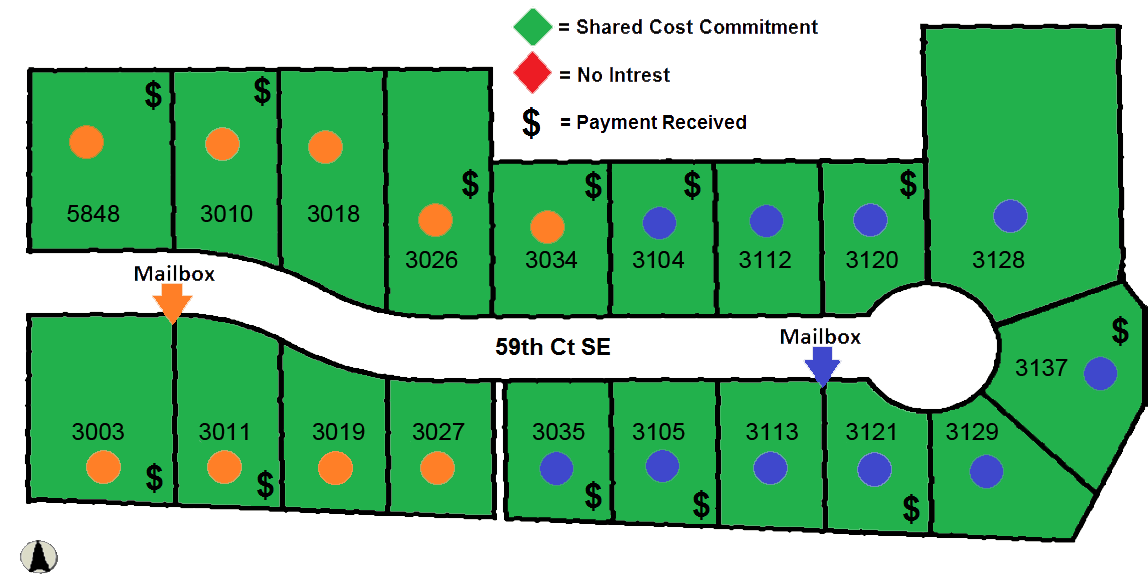 = Shared Cost Commitment
= No Intrest
$ = Payment Received
$ $
5848 3010 3018
$ $ $ $
3026 3034 3104 3112 3120 3128
Mailbox
59th Ct SE
Mailbox
$
3137
3003 3011 3019 3027 3035 3105 3113 3121 3129
$ $ $ $ $